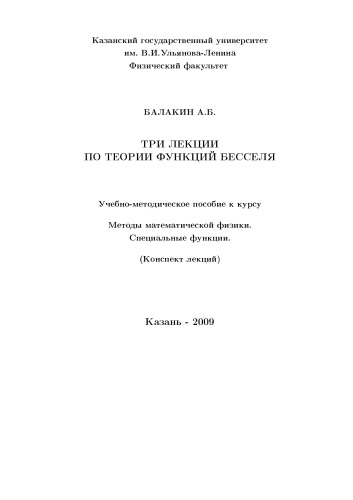 Казанский государственный университет
им. В.И.Ульянова-Ленина
Физический факультет
БАЛАКИН А.Б.
ТРИ ЛЕКЦИИ
ПО ТЕОРИИ ФУНКЦИЙ БЕССЕЛЯ
Учебно-методическое пособие к курсу
Методы математической физики.
Специальные функции.
(Конспект лекций)
Казань - 2009